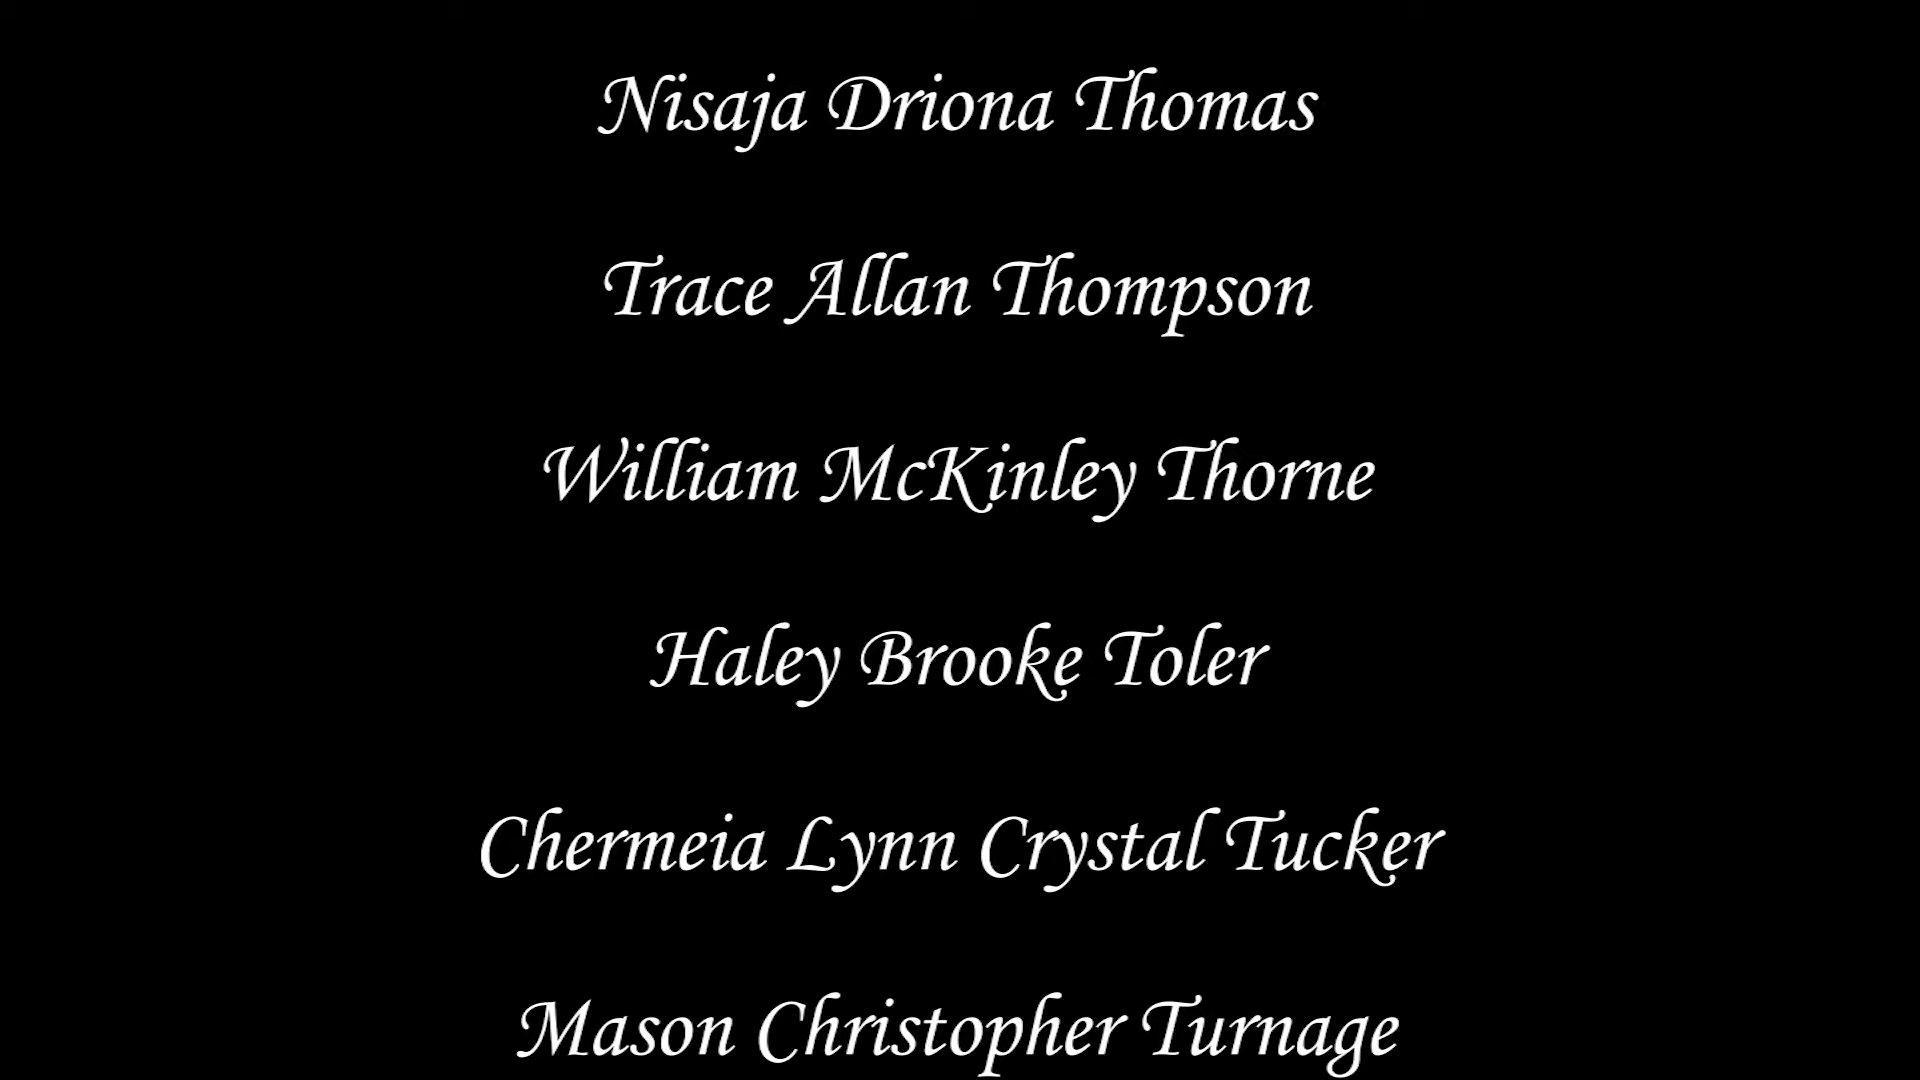 Nisaja Driona Thomas
Trace Allan Thompson
William McKinley Thorne
Haley Brooke Toler
Chermeia Lynn Crystal Tucker
Mason Christopher Turnage